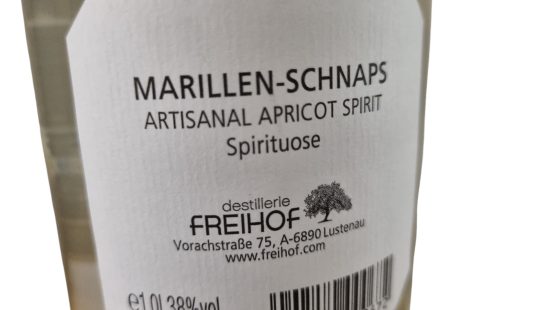 MARILLEN-SCHNAPS
ARTISANAL APRICOT SPIRIT
Spirituose
destillerie
FREIHOF
Vorachstraße 75, A-6890 Lustenau
www.freihof.com
℮1,0l 38%vol